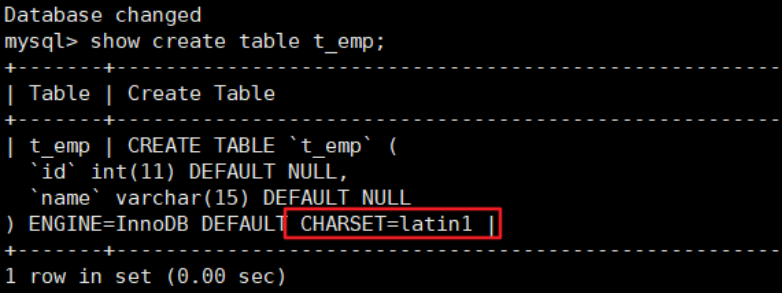 Database changed
mysql> show create table t_emp;
+-------+-----------------------------------------------------
| Table | Create Table
+-------+-----------------------------------------------------
| t_emp | CREATE TABLE `t_emp` (
  `id` int(11) DEFAULT NULL,
  `name` varchar(15) DEFAULT NULL
) ENGINE=InnoDB DEFAULT CHARSET=latin1 |
+-------+-----------------------------------------------------
1 row in set (0.00 sec)